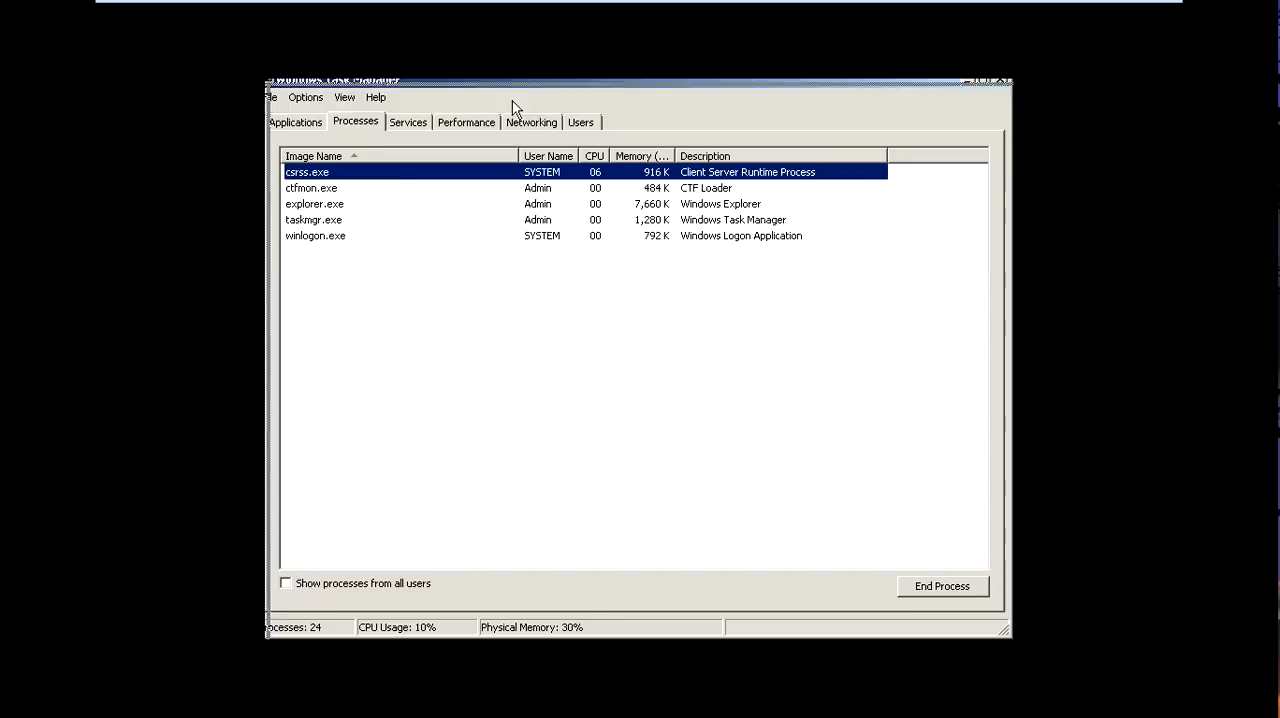 Windows Task Manager
Options View Help
Applications Processes Services Performance Networking Users
Image Name User Name CPU Memory (... Description
csrss.exe SYSTEM 06 916 K Client Server Runtime Process
ctfmon.exe Admin 00 484 K CTF Loader
explorer.exe Admin 00 7,660 K Windows Explorer
taskmgr.exe Admin 00 1,280 K Windows Task Manager
winlogon.exe SYSTEM 00 792 K Windows Logon Application
Show processes from all users
End Process
ocesses: 24 CPU Usage: 10% Physical Memory: 30%